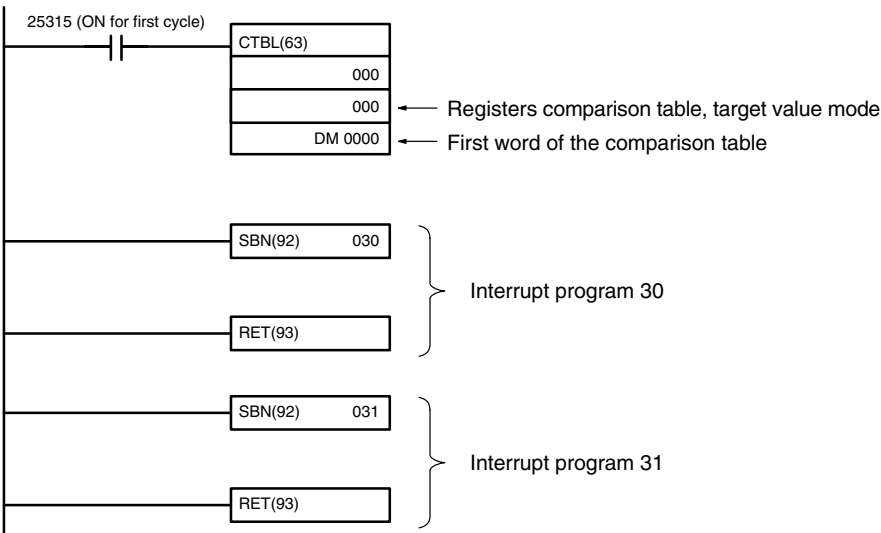 25315 (ON for first cycle)
CTBL(63)
000
000 Registers comparison table, target value mode
DM 0000 First word of the comparison table
SBN(92) 030
Interrupt program 30
RET(93)
SBN(92) 031
Interrupt program 31
RET(93)